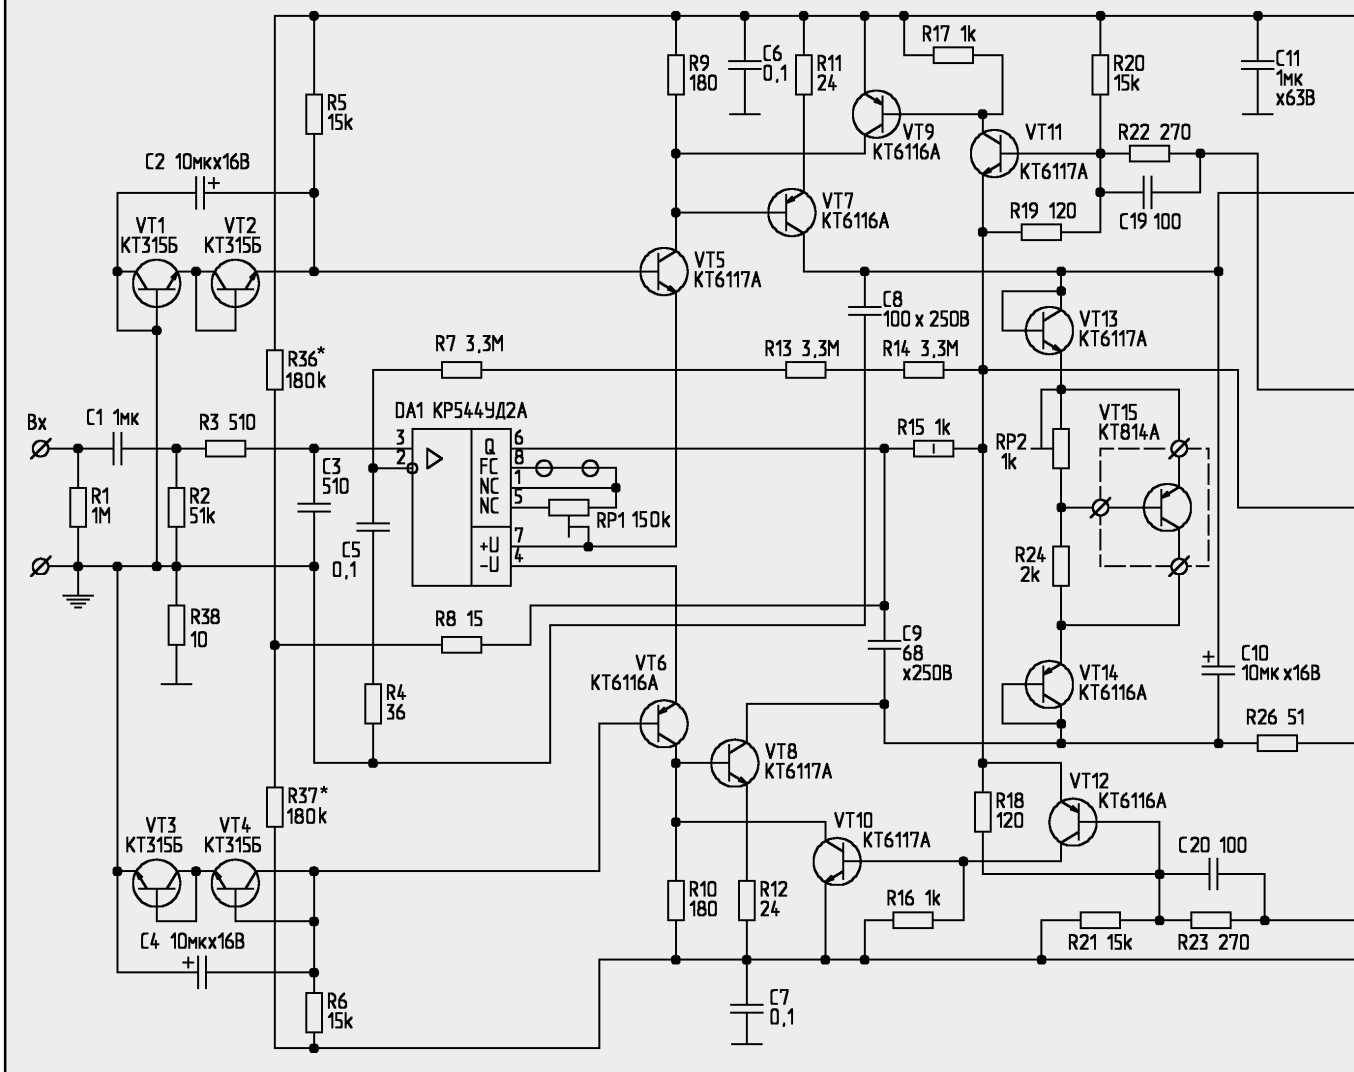 R17 1k
C6
0,1
R9
180
R11
24
R20
15k
C11
1мк
x63В
R5
15k
VT9
КТ6116А
VT11
КТ6117А
R22 270
C2 10мкх16В
+
VT7
КТ6116А
R19 120
C19 100
VT1
КТ315Б
VT2
КТ315Б
VT5
КТ6117А
C8
100 x 250В
VT13
КТ6117А
R36*
180k
R7 3,3М
R13 3,3М
R14 3,3М
Вх
C1 1мк
R3 510
DA1 КР544УД2А
R15 1k
RP2
1k
VT15
КТ814А
3
2
Q
FC
NC
NC
+U
-U
6
8
1
5
7
4
C3
510
R1
1М
R2
51k
RP1 150k
C5
0,1
R24
2k
R38
10
R8 15
C9
68
x250В
+
C10
10мк x16В
VT6
КТ6116А
VT14
КТ6116А
R4
36
R26 51
VT8
КТ6117А
R37*
180k
VT12
КТ6116А
R18
120
VT3
КТ315Б
VT4
КТ315Б
VT10
КТ6117А
C20 100
R10
180
R12
24
R16 1k
R21 15k
R23 270
C4 10мкх16В
+
R6
15k
C7
0,1